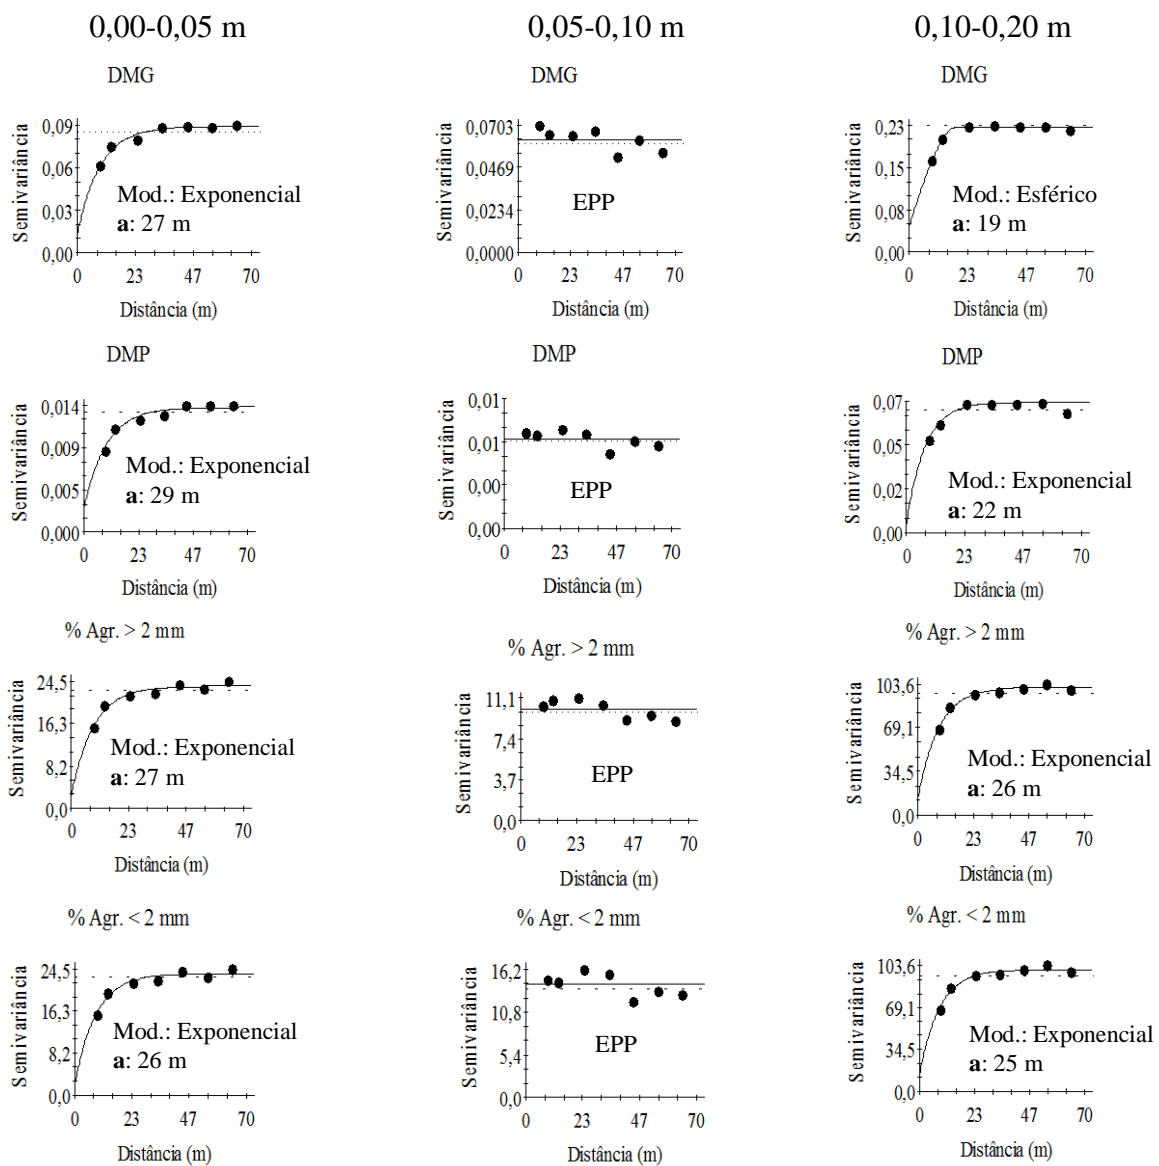 0,00-0,05 m
0,05-0,10 m
0,10-0,20 m
DMG
Semivariância
0,09
0,06
0,03
0,00
Mod.: Exponencial
a: 27 m
0 23 47 70
Distância (m)
DMG
Semivariância
0,0703
0,0469
0,0234
0,0000
EPP
0 23 47 70
Distância (m)
DMG
Semivariância
0,23
0,15
0,08
0,00
Mod.: Esférico
a: 19 m
0 23 47 70
Distância (m)
DMP
Semivariância
0,014
0,009
0,005
0,000
Mod.: Exponencial
a: 29 m
0 23 47 70
Distância (m)
DMP
Semivariância
0,01
0,01
0,00
0,00
EPP
0 23 47 70
Distância (m)
DMP
Semivariância
0,07
0,05
0,02
0,00
Mod.: Exponencial
a: 22 m
0 23 47 70
Distância (m)
% Agr. > 2 mm
Semivariância
24,5
16,3
8,2
0,0
Mod.: Exponencial
a: 27 m
0 23 47 70
Distância (m)
% Agr. > 2 mm
Semivariância
11,1
7,4
3,7
0,0
EPP
0 23 47 70
Distância (m)
% Agr. > 2 mm
Semivariância
103,6
69,1
34,5
0,0
Mod.: Exponencial
a: 26 m
0 23 47 70
Distância (m)
% Agr. < 2 mm
Semivariância
24,5
16,3
8,2
0,0
Mod.: Exponencial
a: 26 m
0 23 47 70
Distância (m)
% Agr. < 2 mm
Semivariância
16,2
10,8
5,4
0,0
EPP
0 23 47 70
Distância (m)
% Agr. < 2 mm
Semivariância
103,6
69,1
34,5
0,0
Mod.: Exponencial
a: 25 m
0 23 47 70
Distância (m)